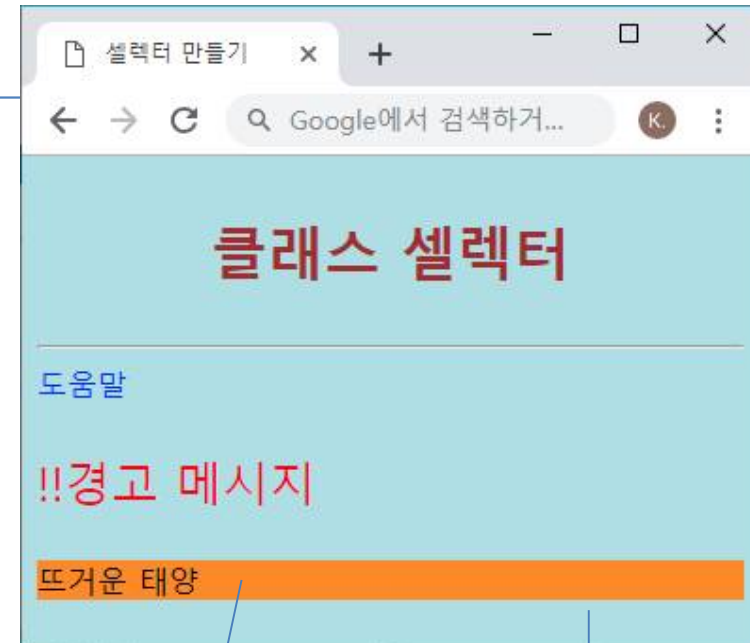 셀렉터 만들기
Google에서 검색하거...
K.
클래스 셀렉터
도움말
!!경고 메시지
뜨거운 태양